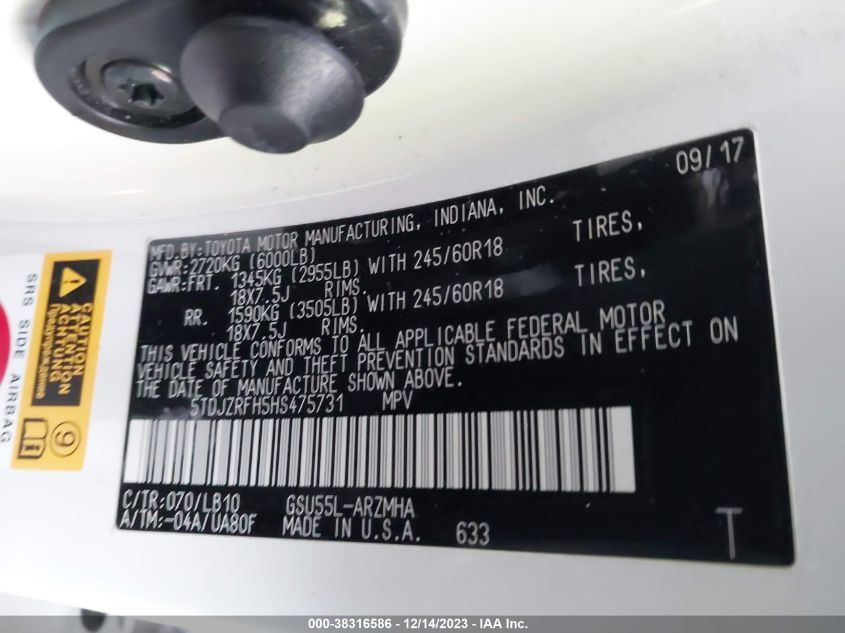 09/17
MFD.BY:TOYOTA MOTOR MANUFACTURING, INDIANA, INC.
GVWR:2720KG (6000LB)
GAWR:FRT. 1345KG (2955LB) WITH 245/60R18 TIRES,
18X7.5J RIMS.
RR. 1590KG (3505LB) WITH 245/60R18 TIRES,
18X7.5J RIMS.
THIS VEHICLE CONFORMS TO ALL APPLICABLE FEDERAL MOTOR
VEHICLE SAFETY AND THEFT PREVENTION STANDARDS IN EFFECT ON
THE DATE OF MANUFACTURE SHOWN ABOVE.
5TDJZRFH5HS475731 MPV
C/TR:070/LB10 GSU55L-ARZMHA
A/TM:-04A/UA80F MADE IN U.S.A. 633
T
SRS SIDE AIRBAG
CAUTION
ATTENTION
ACHTUNG
9
i
000-38316586 - 12/14/2023 - IAA Inc.